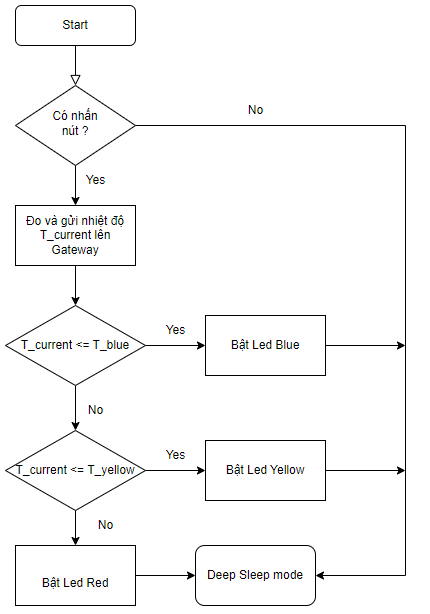 Start
Có nhấn
nút ?
No
Yes
Đo và gửi nhiệt độ
T_current lên
Gateway
T_current <= T_blue
Yes
Bật Led Blue
No
T_current <= T_yellow
Yes
Bật Led Yellow
No
Bật Led Red
Deep Sleep mode